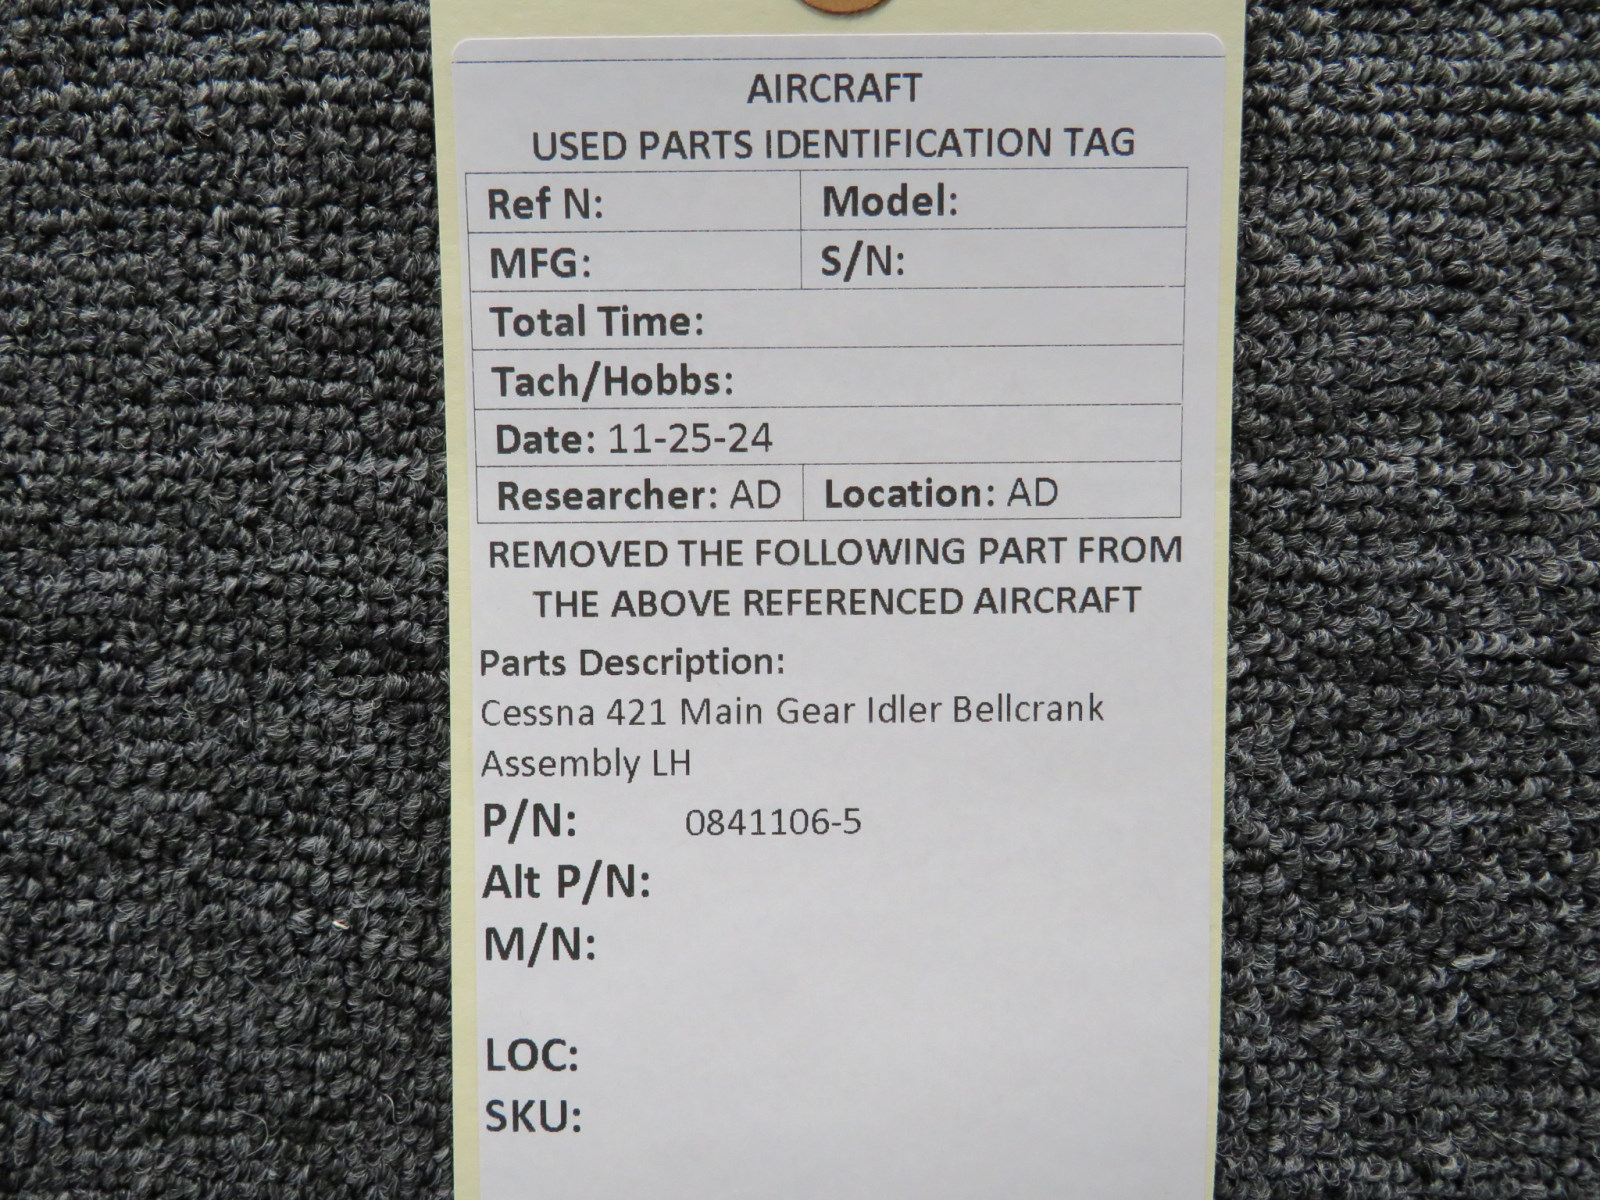 AIRCRAFT
USED PARTS IDENTIFICATION TAG
Ref N: Model:
MFG: S/N:
Total Time:
Tach/Hobbs:
Date: 11-25-24
Researcher: AD Location: AD
REMOVED THE FOLLOWING PART FROM
THE ABOVE REFERENCED AIRCRAFT
Parts Description:
Cessna 421 Main Gear Idler Bellcrank
Assembly LH
P/N: 0841106-5
Alt P/N:
M/N:
LOC:
SKU: